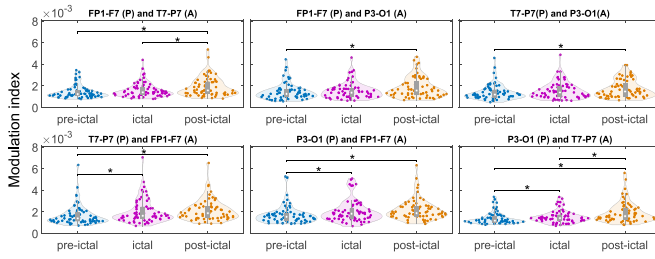 FP1-F7 (P) and T7-P7 (A) FP1-F7 (P) and P3-O1 (A) T7-P7(P) and P3-O1(A)
×10⁻³
8
6
4
2
0
* * * *
pre-ictal ictal post-ictal pre-ictal ictal post-ictal pre-ictal ictal post-ictal
Modulation index
T7-P7 (P) and FP1-F7 (A) P3-O1 (P) and FP1-F7 (A) P3-O1 (P) and T7-P7 (A)
×10⁻³
8
6
4
2
0
* * * * * * *
pre-ictal ictal post-ictal pre-ictal ictal post-ictal pre-ictal ictal post-ictal